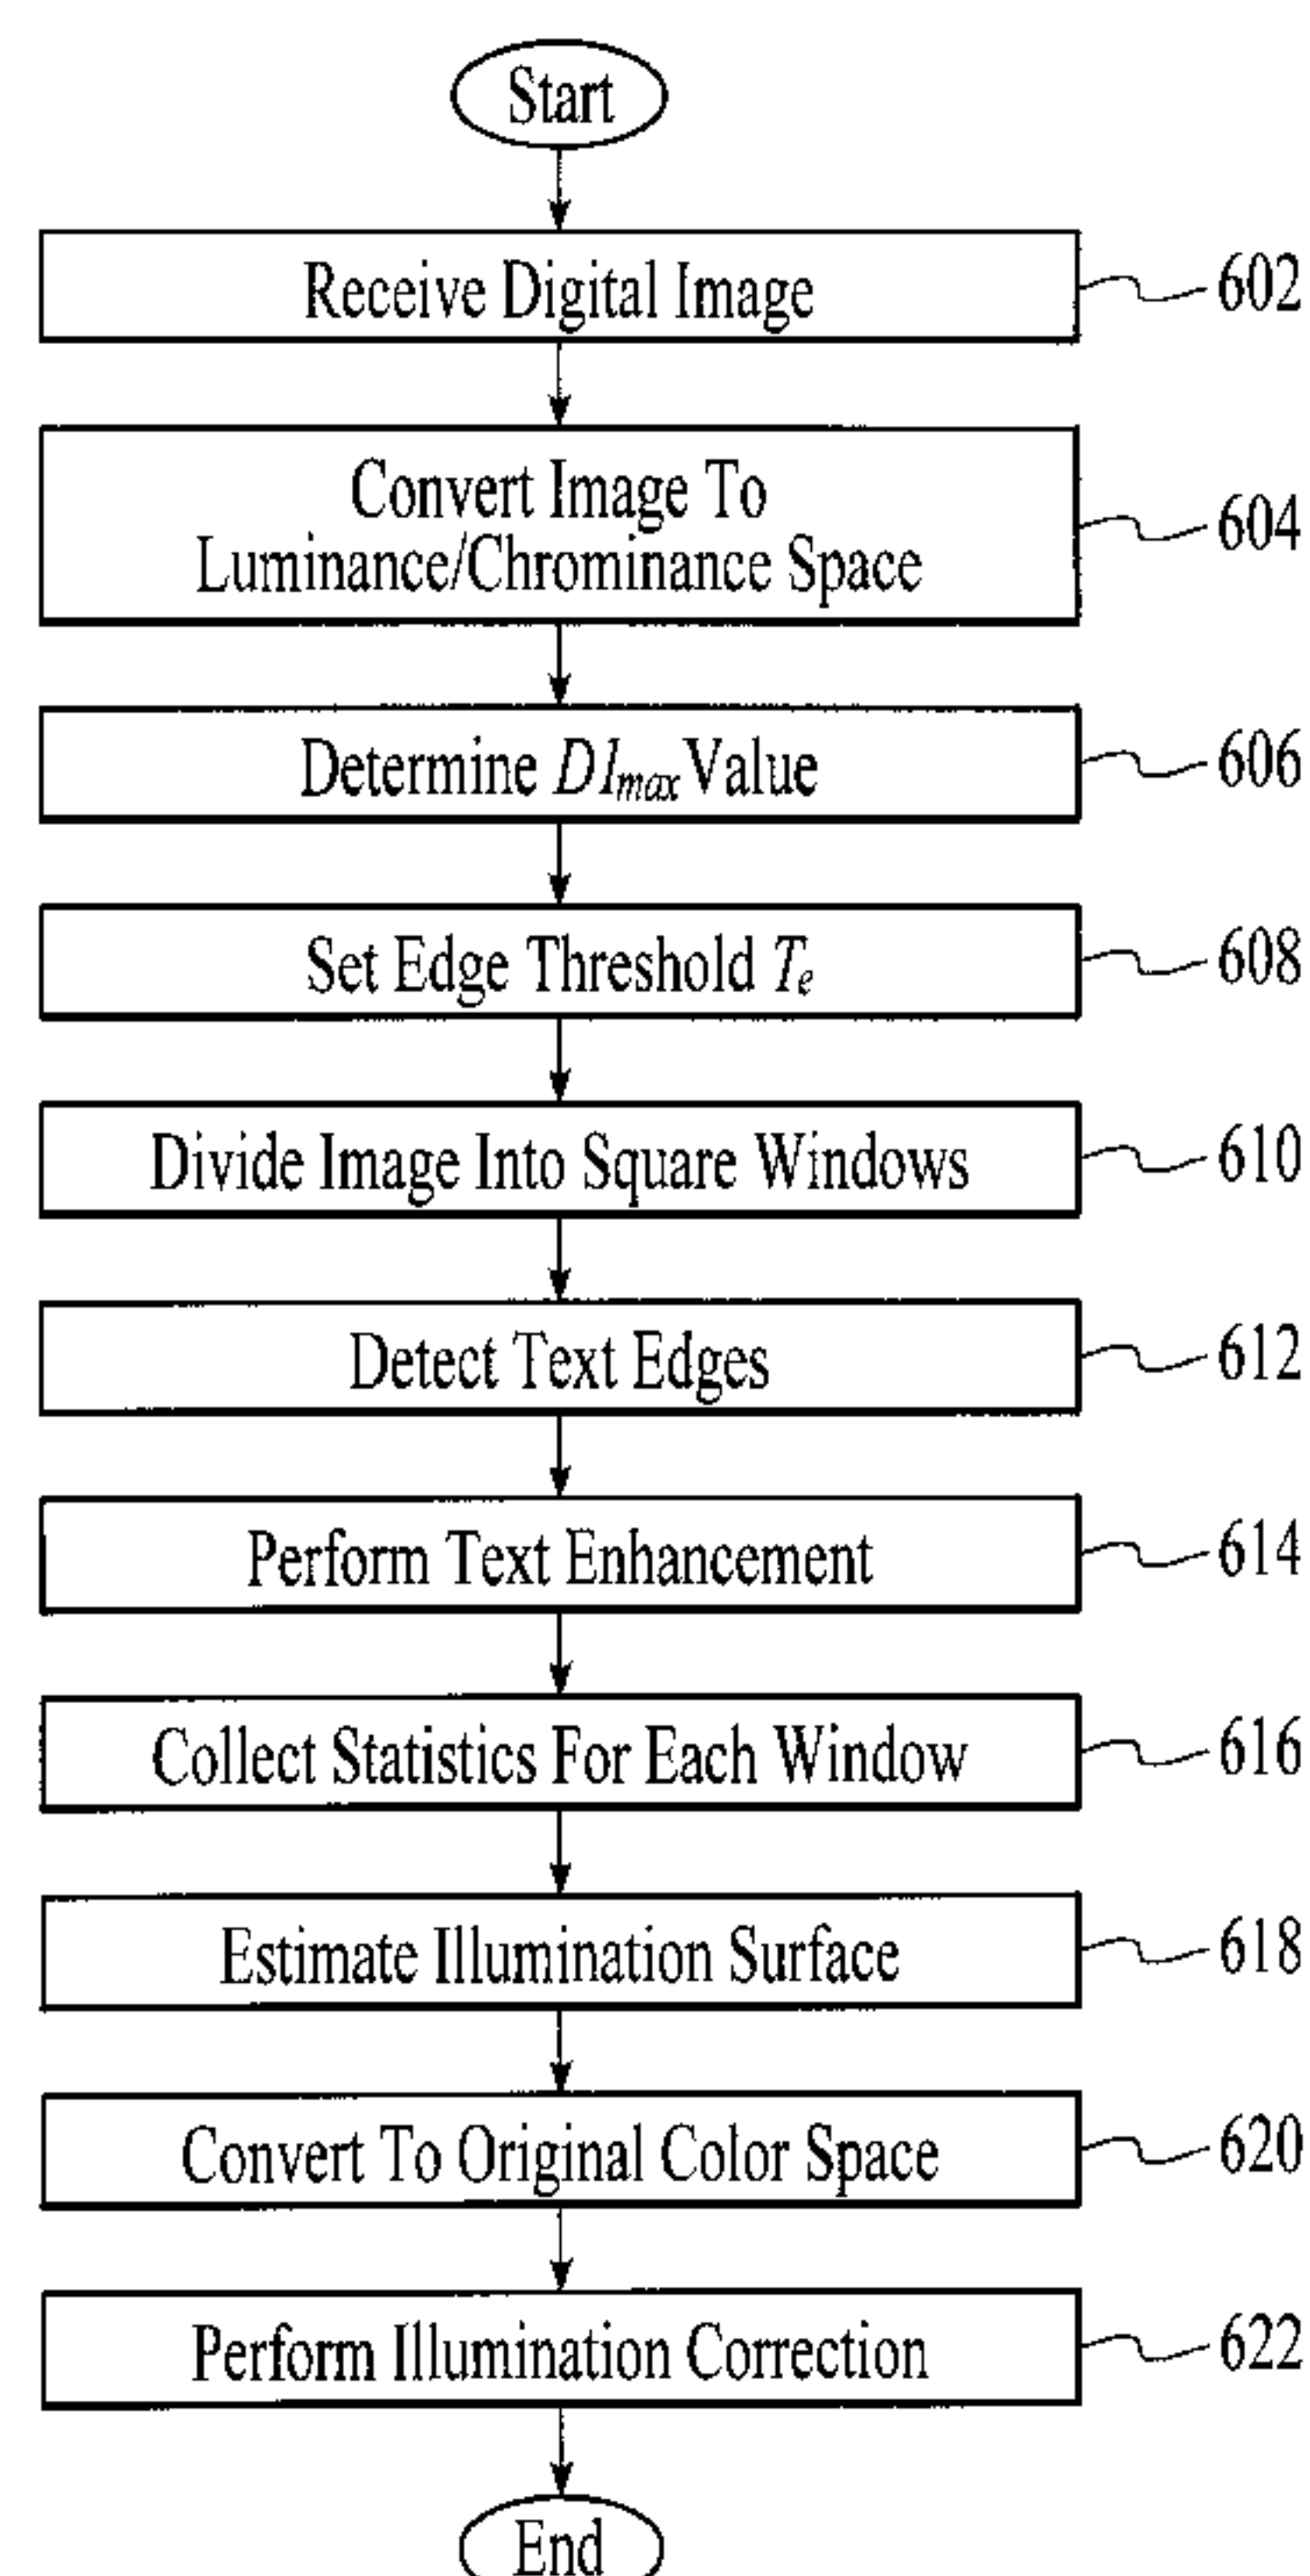 Start
Receive Digital Image
602
Convert Image To
Luminance/Chrominance Space
604
Determine DImax Value
606
Set Edge Threshold Te
608
Divide Image Into Square Windows
610
Detect Text Edges
612
Perform Text Enhancement
614
Collect Statistics For Each Window
616
Estimate Illumination Surface
618
Convert To Original Color Space
620
Perform Illumination Correction
622
End